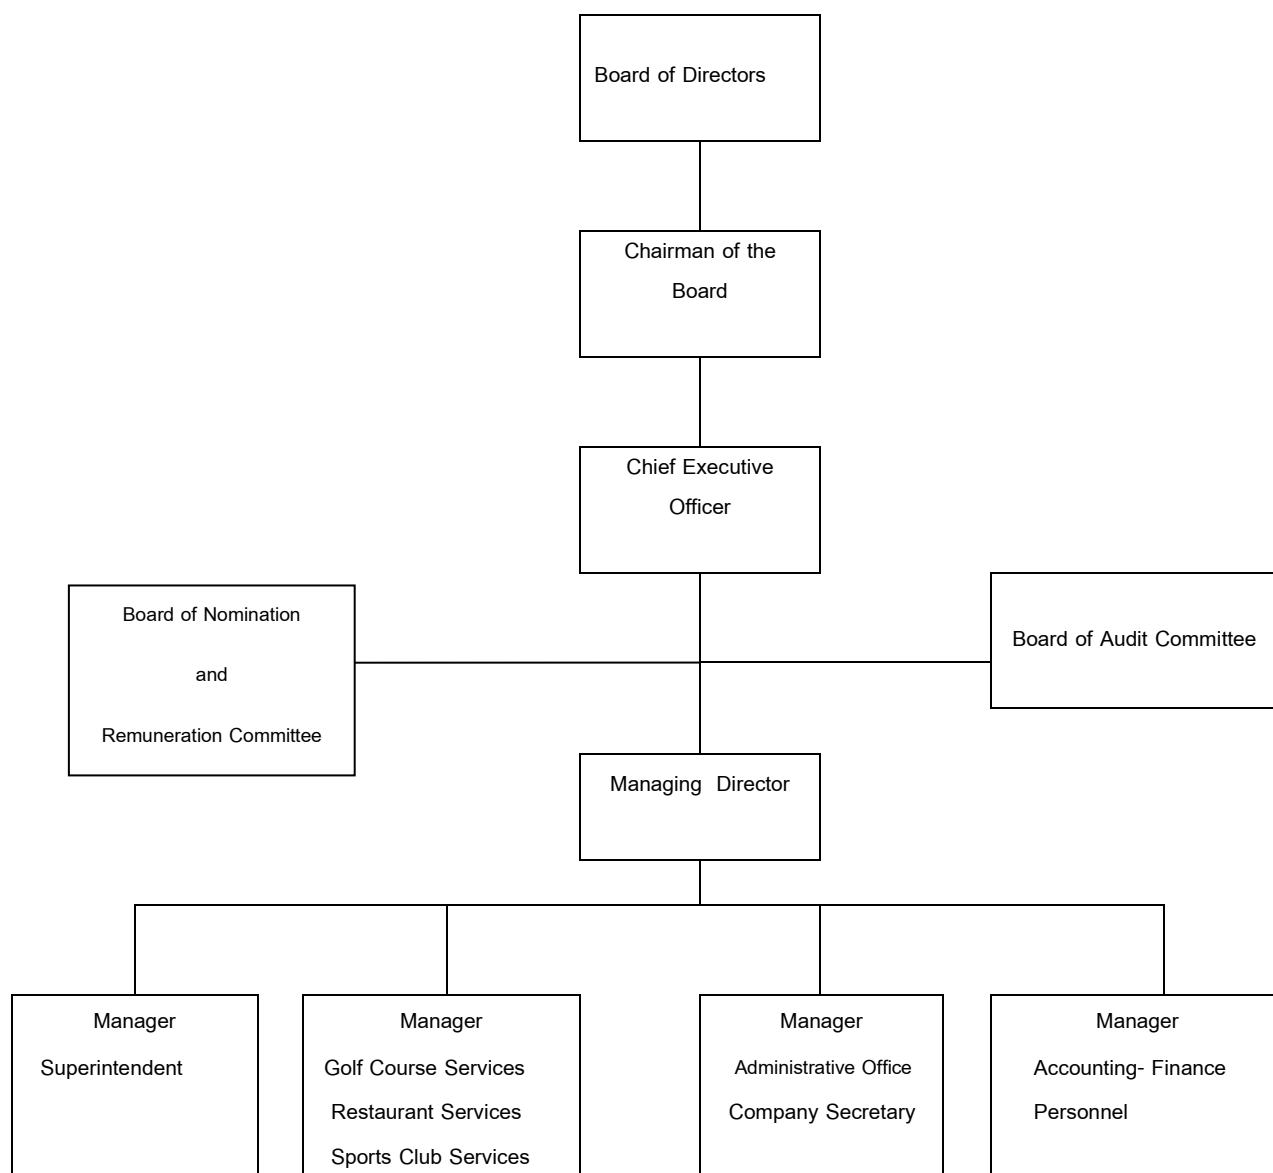 Board of Directors
Chairman of the
Board
Chief Executive
Officer
Board of Nomination
and
Remuneration Committee
Board of Audit Committee
Managing Director
Manager
Superintendent
Manager
Golf Course Services
Restaurant Services
Sports Club Services
Manager
Administrative Office
Company Secretary
Manager
Accounting- Finance
Personnel